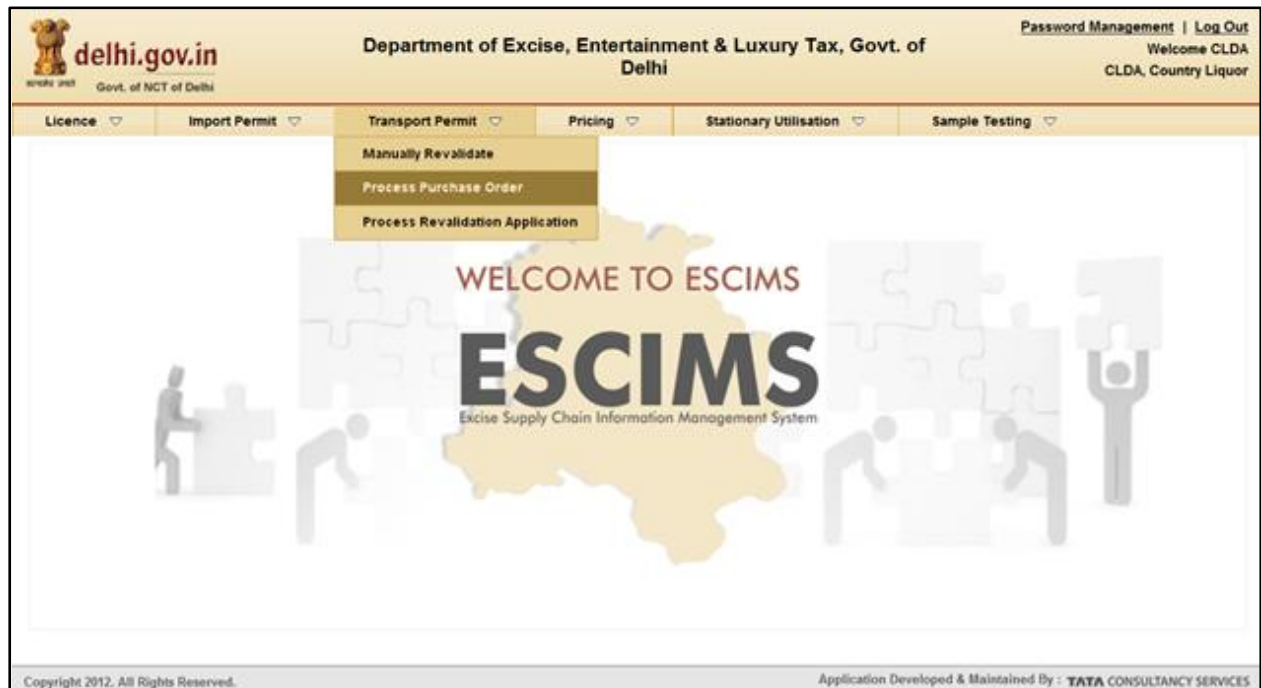 delhi.gov.in
Govt. of NCT of Delhi
Department of Excise, Entertainment & Luxury Tax, Govt. of
Delhi
Password Management | Log Out
Welcome CLDA
CLDA, Country Liquor
Licence Import Permit Transport Permit Pricing Stationary Utilisation Sample Testing
Manually Revalidate
Process Purchase Order
Process Revalidation Application
WELCOME TO ESCIMS
ESCIMS
Excise Supply Chain Information Management System
Copyright 2012. All Rights Reserved.
Application Developed & Maintained By : TATA CONSULTANCY SERVICES